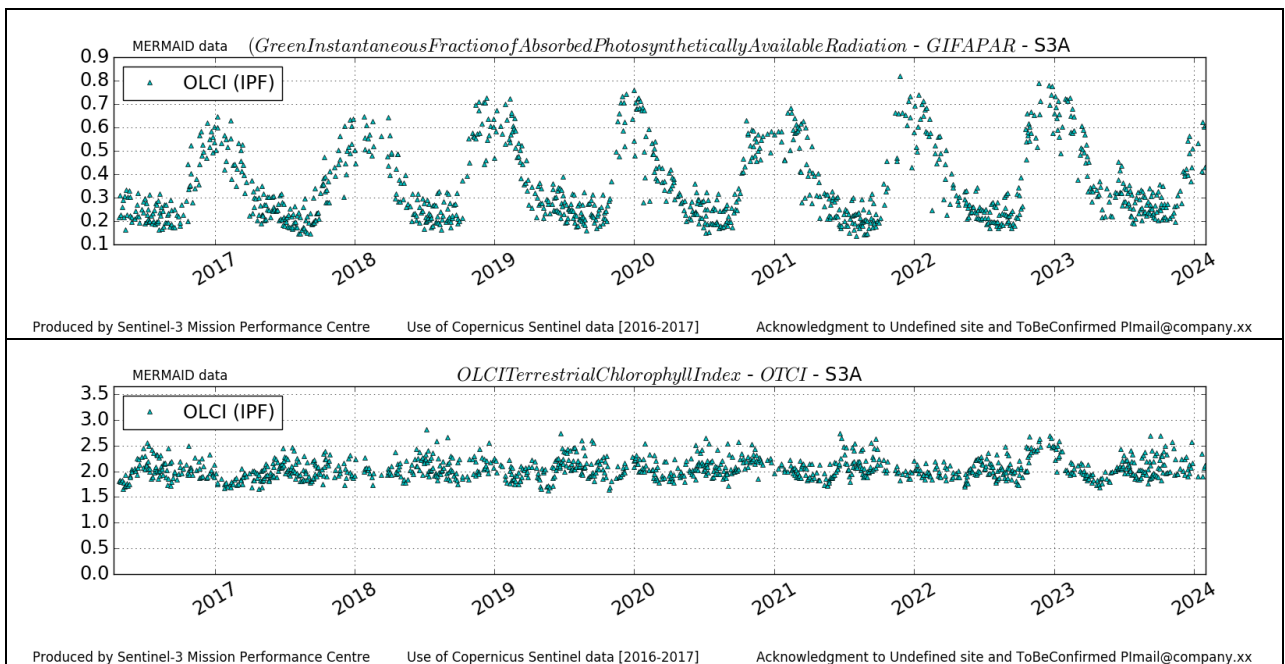 MERMAID data (GreenInstantaneousFractionofAbsorbedPhotosyntheticallyAvailableRadiation - GIFAPAR - S3A
0.9
OLCI (IPF)
0.8
0.7
0.6
0.5
0.4
0.3
0.2
0.1
2017 2018 2019 2020 2021 2022 2023 2024
Produced by Sentinel-3 Mission Performance Centre Use of Copernicus Sentinel data [2016-2017] Acknowledgment to Undefined site and ToBeConfirmed PImail@company.xx
MERMAID data OLCITerrestrialChlorophyllIndex - OTCI - S3A
3.5
OLCI (IPF)
3.0
2.5
2.0
1.5
1.0
0.5
0.0
2017 2018 2019 2020 2021 2022 2023 2024
Produced by Sentinel-3 Mission Performance Centre Use of Copernicus Sentinel data [2016-2017] Acknowledgment to Undefined site and ToBeConfirmed PImail@company.xx